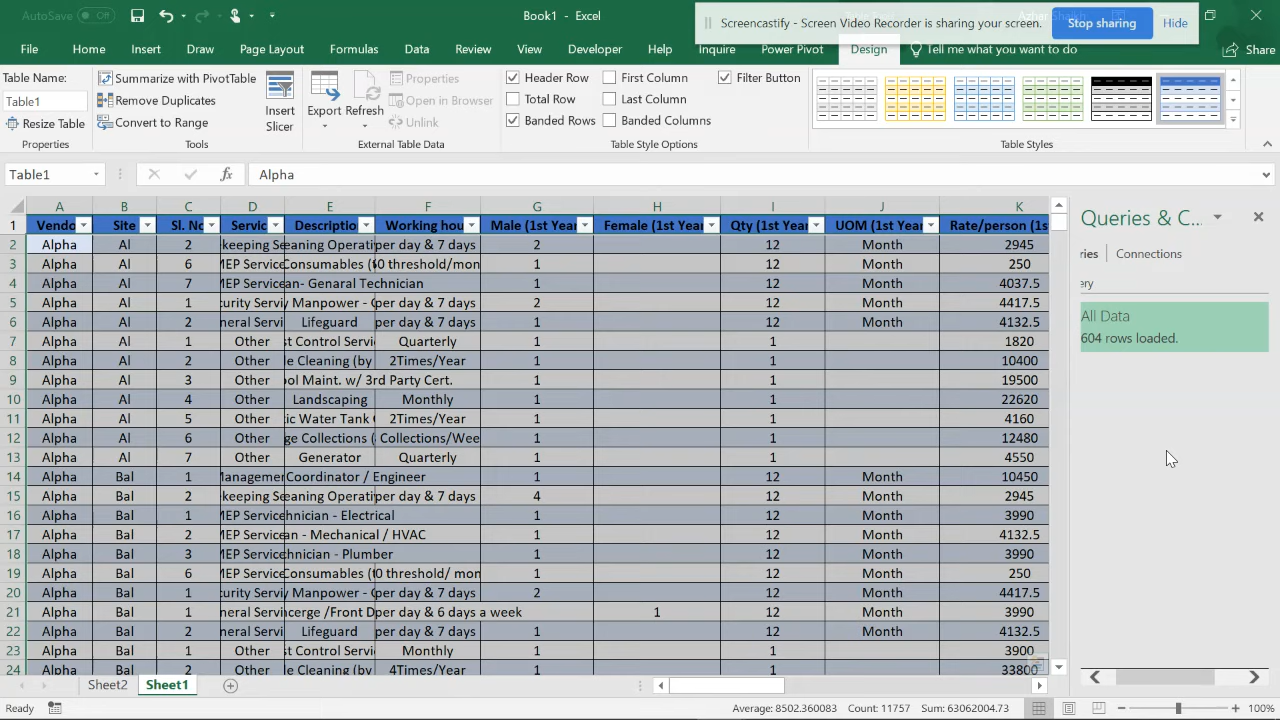 AutoSave Off Book1 - Excel Screencastify - Screen Video Recorder is sharing your screen. Stop sharing Hide
File Home Insert Draw Page Layout Formulas Data Review View Developer Help Inquire Power Pivot Design Tell me what you want to do Share
Table Name: Summarize with PivotTable Properties Header Row First Column Filter Button
Table1 Remove Duplicates Insert Slicer Export Refresh Open in Browser Total Row Last Column
Resize Table Convert to Range Unlink Banded Rows Banded Columns
Properties Tools External Table Data Table Style Options Table Styles
Table1 fx Alpha
A B C D E F G H I J K
1 Vendo Site Sl. No Servic Descriptio Working hou Male (1st Year Female (1st Year Qty (1st Year UOM (1st Year Rate/person (1s
2 Alpha Al 2 keeping Se eaning Operati per day & 7 days 2 12 Month 2945
3 Alpha Al 6 MEP Service Consumables ( 0 threshold/mon 1 12 Month 250
4 Alpha Al 7 MEP Service an- Genaral Technician 1 12 Month 4037.5
5 Alpha Al 1 curity Servi y Manpower - per day & 7 days 2 12 Month 4417.5
6 Alpha Al 2 neral Servi Lifeguard per day & 7 days 1 12 Month 4132.5
7 Alpha Al 1 Other st Control Servi Quarterly 1 1 1820
8 Alpha Al 2 Other le Cleaning (by 2Times/Year 1 1 10400
9 Alpha Al 3 Other ool Maint. w/ 3rd Party Cert. 1 1 19500
10 Alpha Al 4 Other Landscaping Monthly 1 1 22620
11 Alpha Al 5 Other ic Water Tank 2Times/Year 1 1 4160
12 Alpha Al 6 Other ge Collections ( Collections/Wee 1 1 12480
13 Alpha Al 7 Other Generator Quarterly 1 1 4550
14 Alpha Bal 1 Managemen Coordinator / Engineer 1 12 Month 10450
15 Alpha Bal 2 keeping Se eaning Operati per day & 7 days 4 12 Month 2945
16 Alpha Bal 1 MEP Service chnician - Electrical 1 12 Month 3990
17 Alpha Bal 2 MEP Service an - Mechanical / HVAC 1 12 Month 4132.5
18 Alpha Bal 3 MEP Service chnician - Plumber 1 12 Month 3990
19 Alpha Bal 6 MEP Service Consumables ( 0 threshold/ mon 1 12 Month 250
20 Alpha Bal 1 curity Servi y Manpower - per day & 7 days 2 12 Month 4417.5
21 Alpha Bal 1 neral Servi cierge /Front D per day & 6 days a week 1 12 Month 3990
22 Alpha Bal 2 neral Servi Lifeguard per day & 7 days 1 12 Month 4132.5
23 Alpha Bal 1 Other st Control Servi Monthly 1 1 3900
24 Alpha Bal 2 Other le Cleaning (by 4Times/Year 1 1 33800
Queries & C...
ries Connections
ery
All Data
604 rows loaded.
Sheet2 Sheet1
Ready Average: 8502.360083 Count: 11757 Sum: 63062004.73 100%